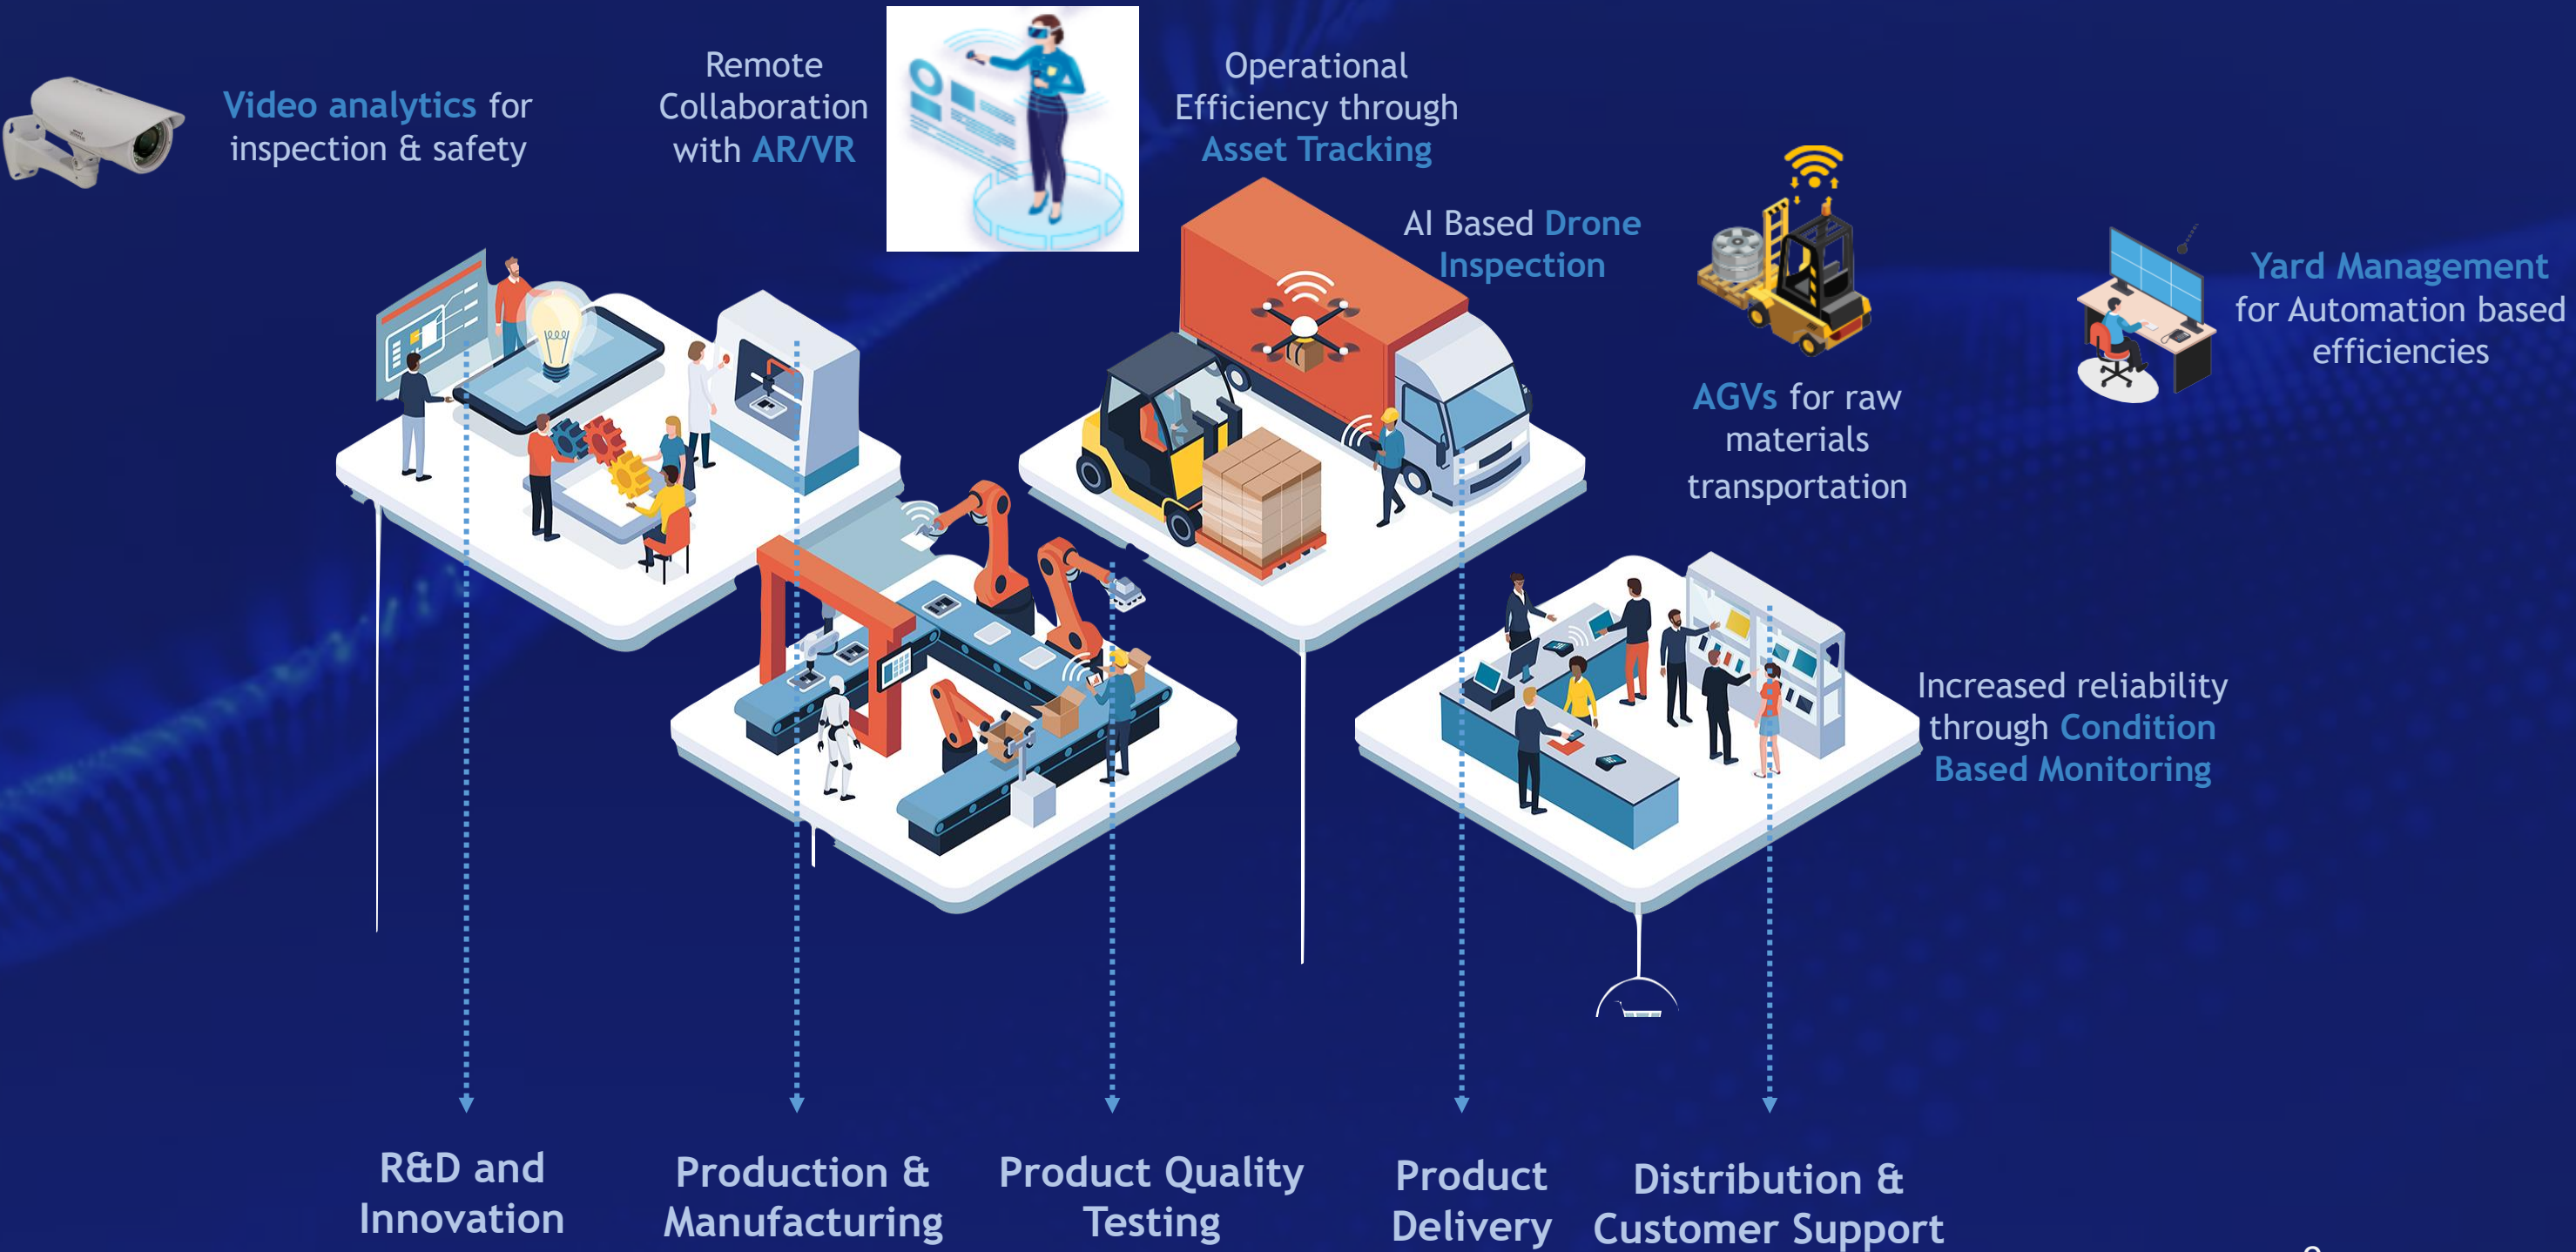 Video analytics for
inspection & safety
Remote
Collaboration
with AR/VR
Operational
Efficiency through
Asset Tracking
AI Based Drone
Inspection
AGVs for raw
materials
transportation
Yard Management
for Automation based
efficiencies
Increased reliability
through Condition
Based Monitoring
R&D and
Innovation
Production &
Manufacturing
Product Quality
Testing
Product
Delivery
Distribution &
Customer Support